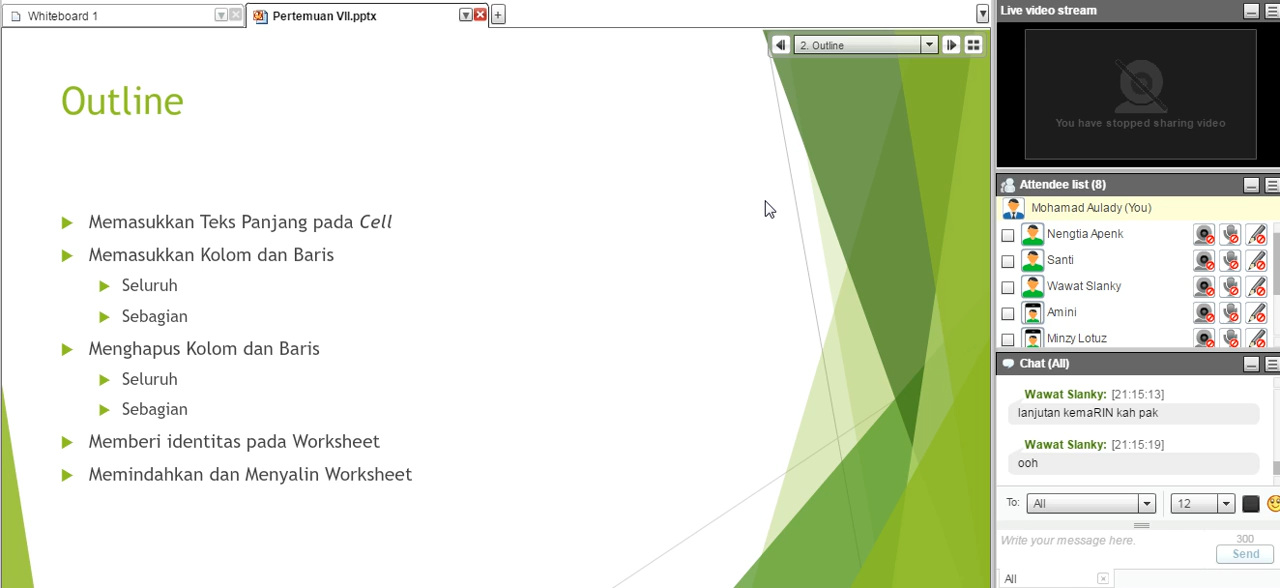 Whiteboard 1
Pertemuan VII.pptx
2. Outline
Outline
Memasukkan Teks Panjang pada Cell
Memasukkan Kolom dan Baris
Seluruh
Sebagian
Menghapus Kolom dan Baris
Seluruh
Sebagian
Memberi identitas pada Worksheet
Memindahkan dan Menyalin Worksheet
Live video stream
You have stopped sharing video
Attendee list (8)
Mohamad Aulady (You)
Nengtia Apenk
Santi
Wawat Slanky
Amini
Minzy Lotuz
Chat (All)
Wawat Slanky: [21:15:13]
lanjutan kemaRIN kah pak
Wawat Slanky: [21:15:19]
ooh
To: All 12
Write your message here. 300
Send
All